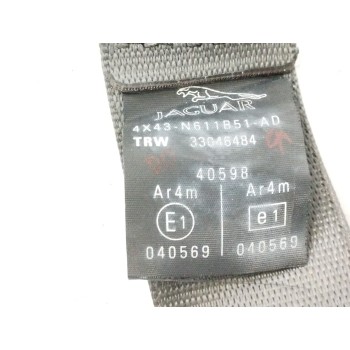 JAGUAR
4X43-N611B51-AD
TRW 33046484
40598
Ar4m Ar4m
E1 e1
040569 040569